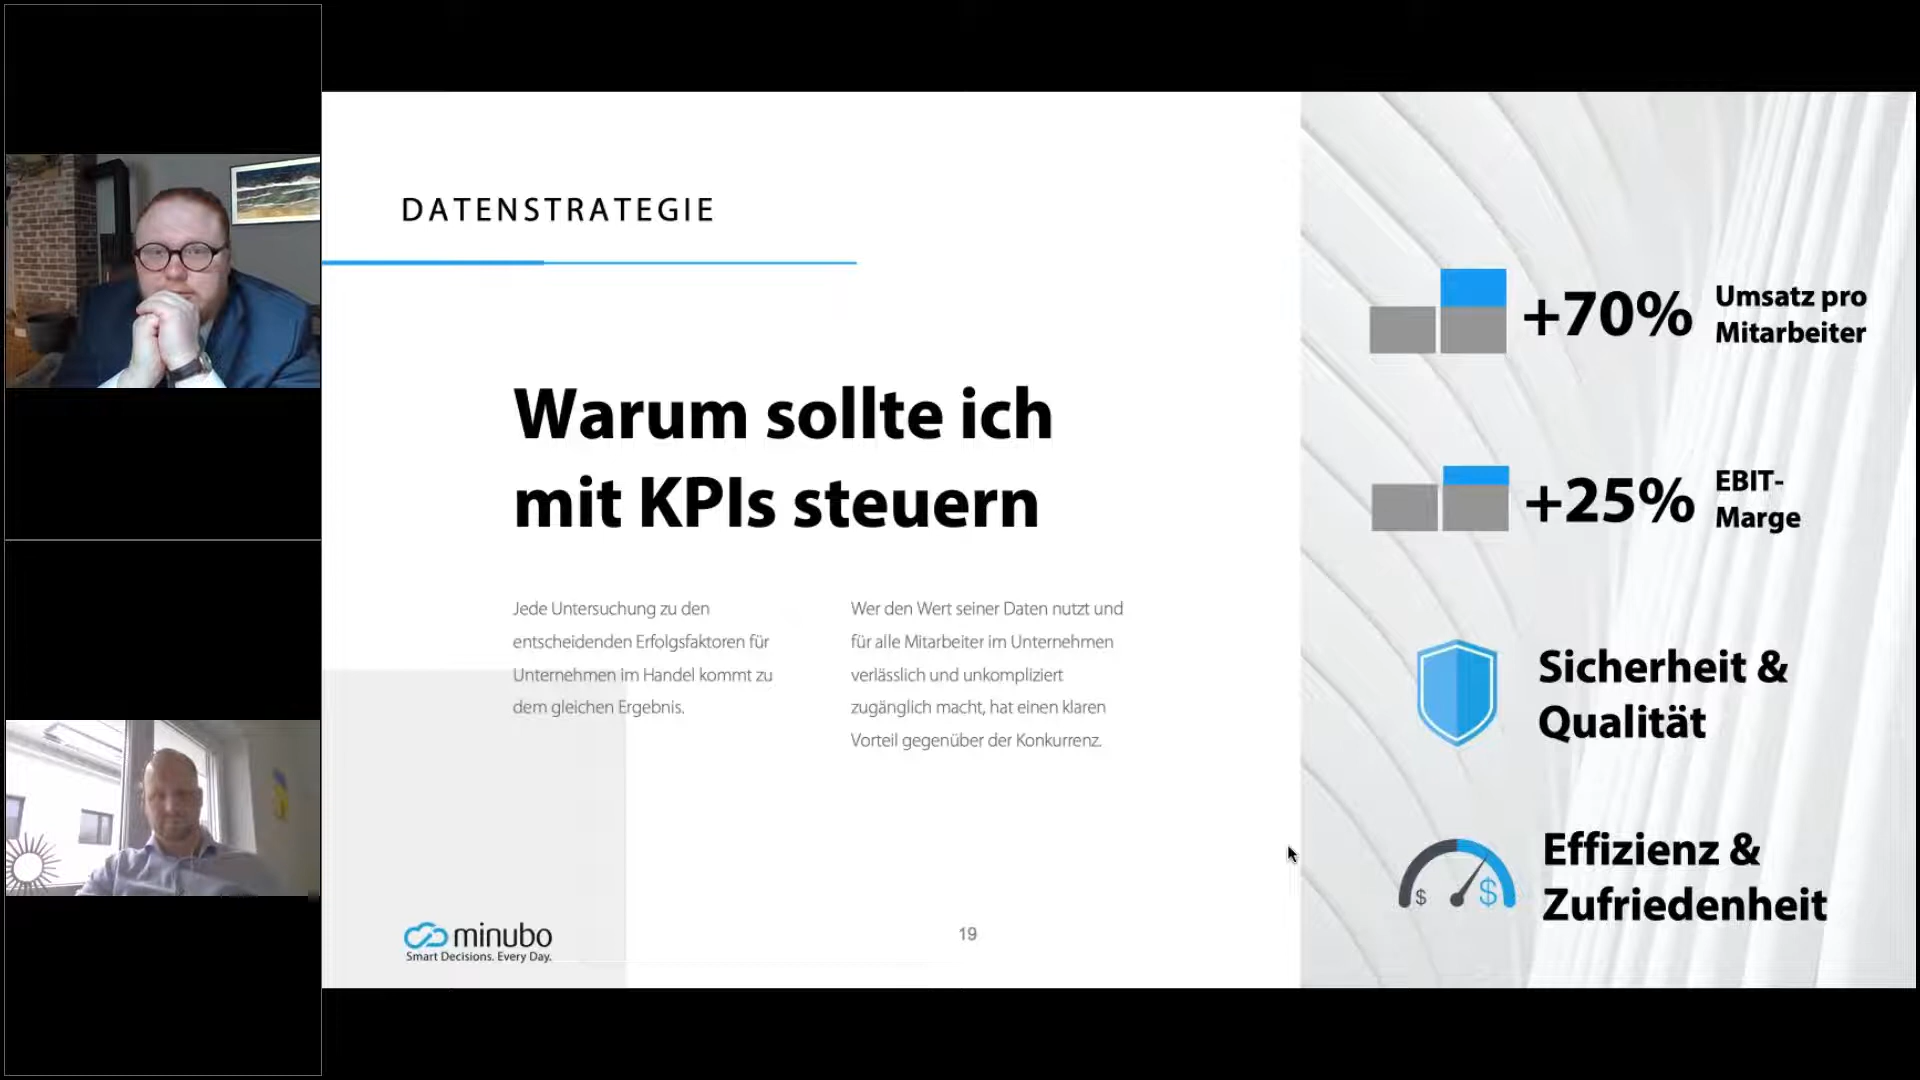 DATENSTRATEGIE
Warum sollte ich
mit KPIs steuern
Jede Untersuchung zu den
entscheidenden Erfolgsfaktoren für
Unternehmen im Handel kommt zu
dem gleichen Ergebnis.
Wer den Wert seiner Daten nutzt und
für alle Mitarbeiter im Unternehmen
verlässlich und unkompliziert
zugänglich macht, hat einen klaren
Vorteil gegenüber der Konkurrenz.
+70%
Umsatz pro
Mitarbeiter
+25%
EBIT-
Marge
Sicherheit &
Qualität
$ $
Effizienz &
Zufriedenheit
minubo
Smart Decisions. Every Day.
19